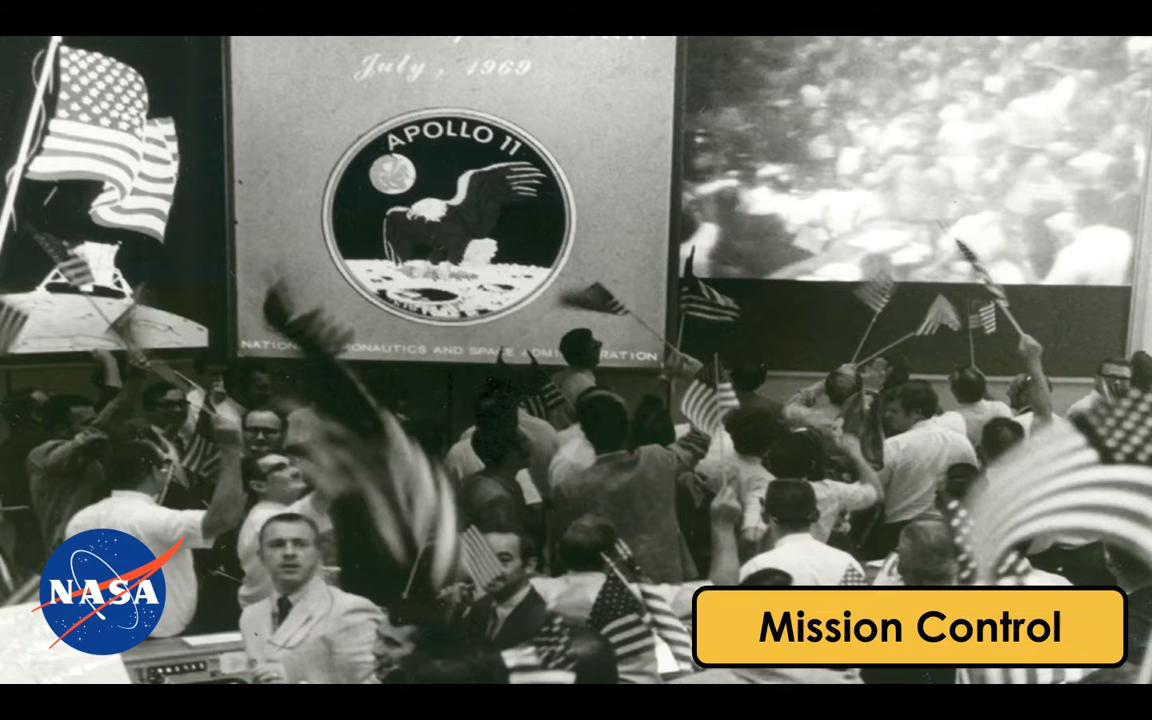 July, 1969
APOLLO 11
NATIONAL AERONAUTICS AND SPACE ADMINISTRATION
NASA
Mission Control